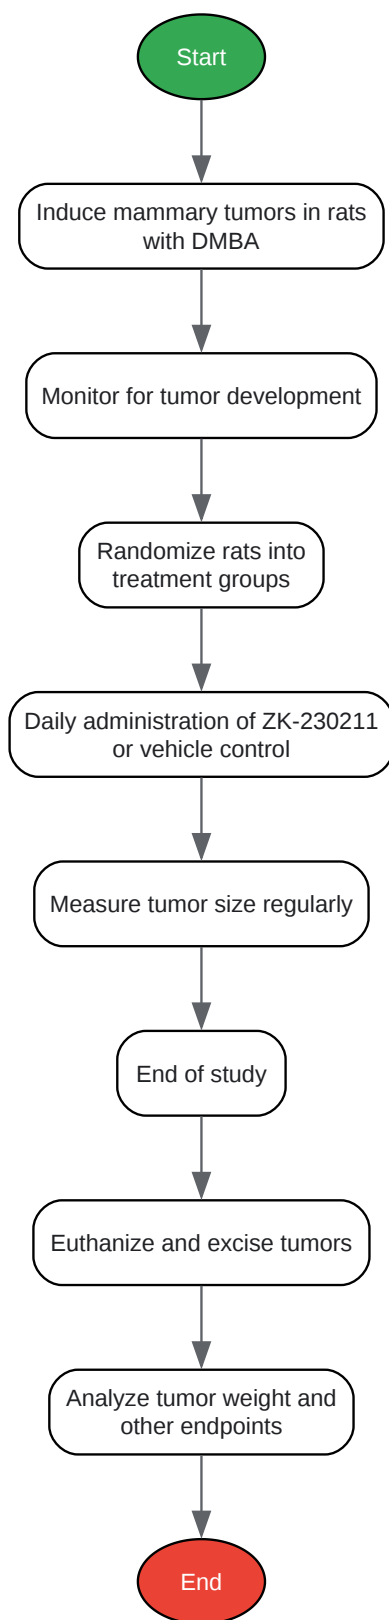 Start
Induce mammary tumors in rats
with DMBA
Monitor for tumor development
Randomize rats into
treatment groups
Daily administration of ZK-230211
or vehicle control
Measure tumor size regularly
End of study
Euthanize and excise tumors
Analyze tumor weight and
other endpoints
End